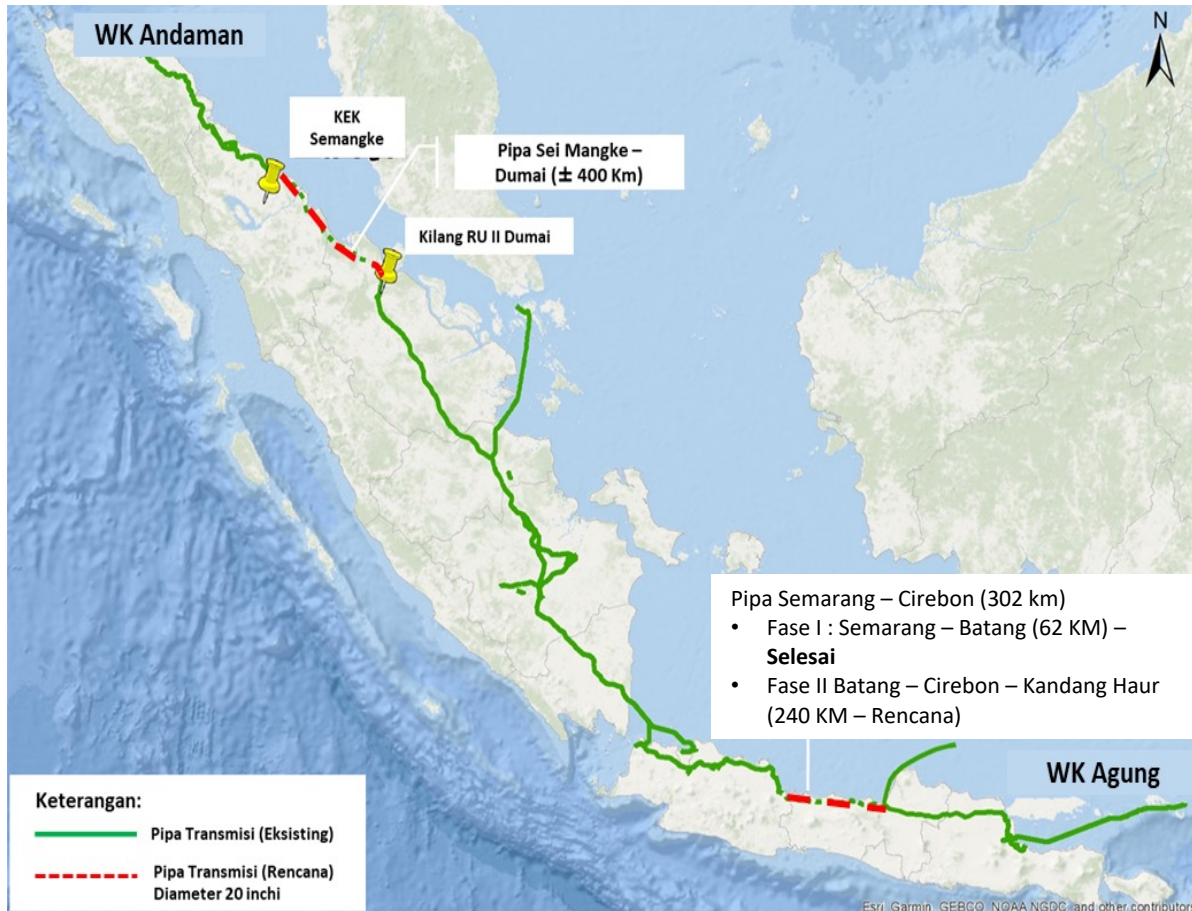 WK Andaman
N
KEK
Semangke
Pipa Sei Mangke –
Dumai (± 400 Km)
Kilang RU II Dumai
Pipa Semarang – Cirebon (302 km)
• Fase I : Semarang – Batang (62 KM) –
Selesai
• Fase II Batang – Cirebon – Kandang Haur
(240 KM – Rencana)
WK Agung
Keterangan:
Pipa Transmisi (Eksisting)
Pipa Transmisi (Rencana)
Diameter 20 inchi
Esri, Garmin, GEBCO, NOAA NGDC, and other contributors